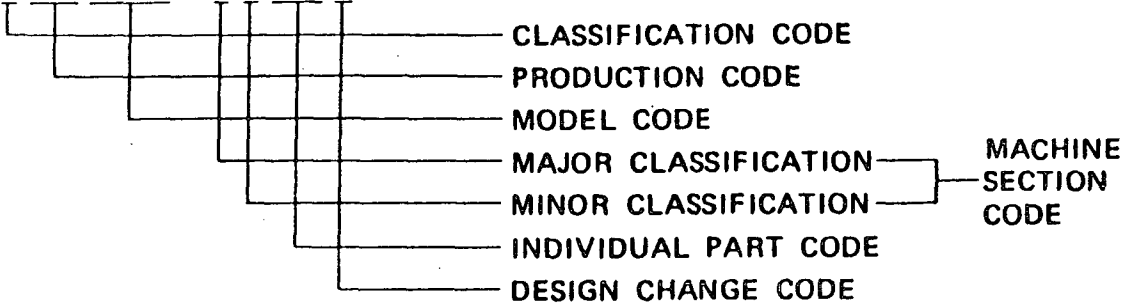 CLASSIFICATION CODE
PRODUCTION CODE
MODEL CODE
MAJOR CLASSIFICATION
MINOR CLASSIFICATION
MACHINE
SECTION
CODE
INDIVIDUAL PART CODE
DESIGN CHANGE CODE